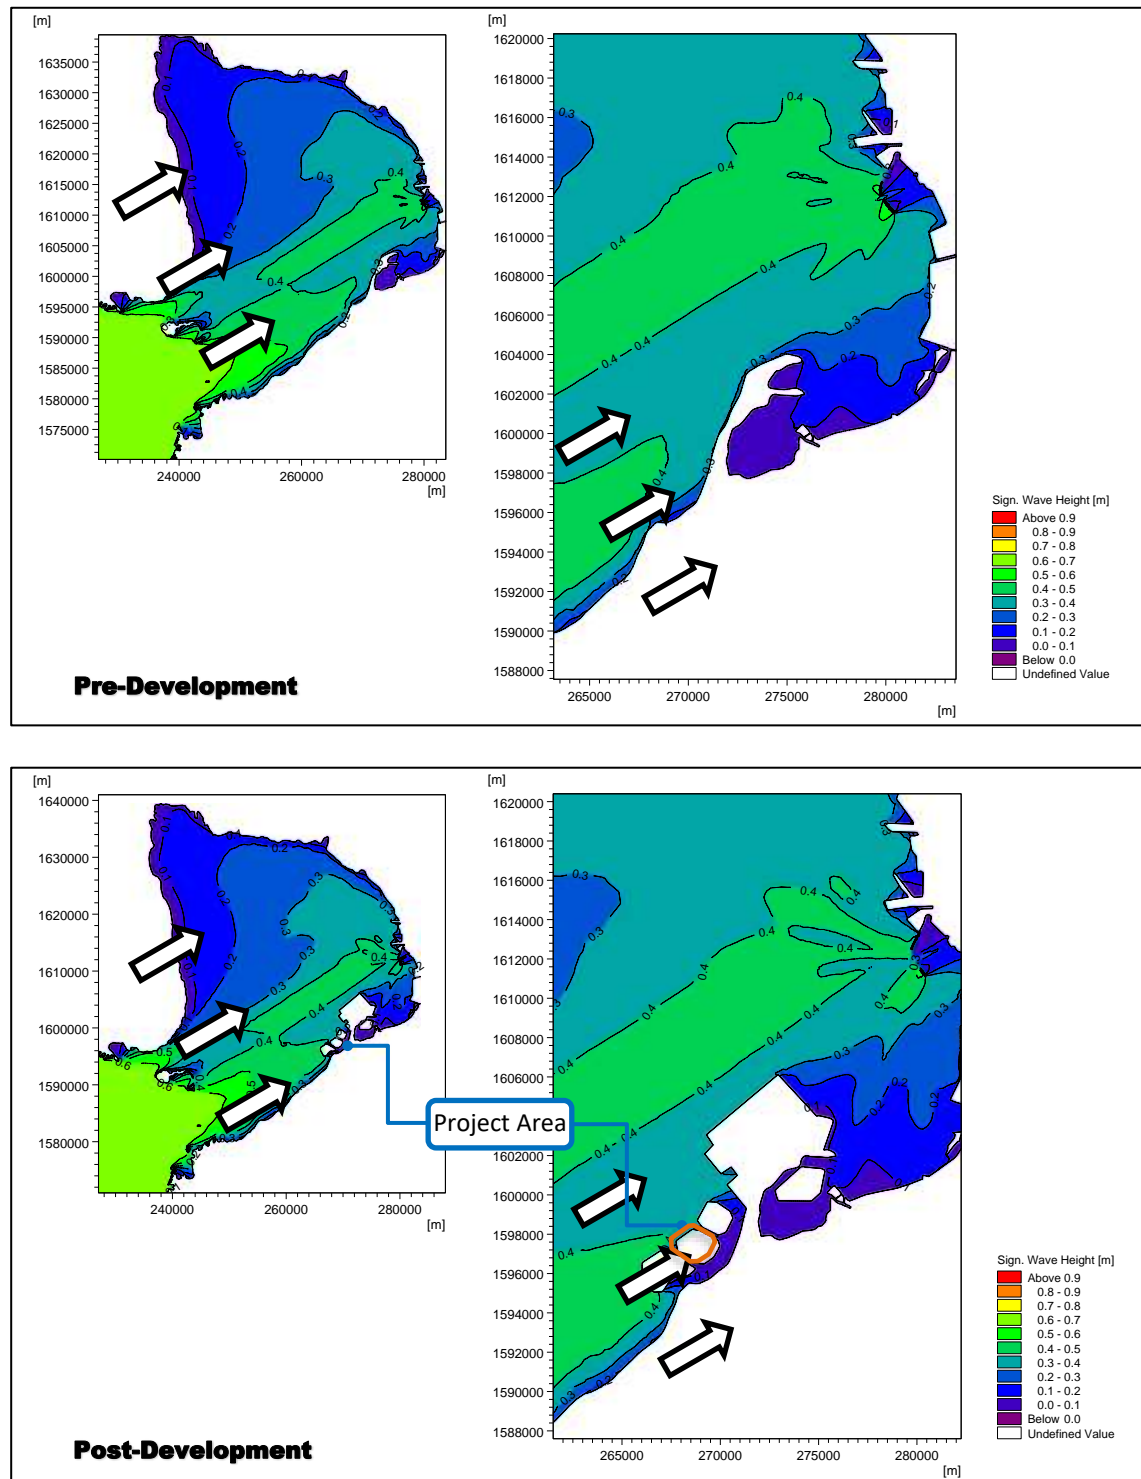 [m]
[m]
1635000
1630000
1625000
1620000
1615000
1610000
1605000
1600000
1595000
1590000
1585000
1580000
1575000
240000
260000
280000
[m]
1620000
1618000
1616000
1614000
1612000
1610000
1608000
1606000
1604000
1602000
1600000
1598000
1596000
1594000
1592000
1590000
1588000
265000
270000
275000
280000
[m]
Sign. Wave Height [m]
Above 0.9
0.8 - 0.9
0.7 - 0.8
0.6 - 0.7
0.5 - 0.6
0.4 - 0.5
0.3 - 0.4
0.2 - 0.3
0.1 - 0.2
0.0 - 0.1
Below 0.0
Undefined Value
Pre-Development
[m]
[m]
1640000
1630000
1620000
1610000
1600000
1590000
1580000
240000
260000
280000
[m]
1620000
1618000
1616000
1614000
1612000
1610000
1608000
1606000
1604000
1602000
1600000
1598000
1596000
1594000
1592000
1590000
1588000
265000
270000
275000
280000
[m]
Project Area
Sign. Wave Height [m]
Above 0.9
0.8 - 0.9
0.7 - 0.8
0.6 - 0.7
0.5 - 0.6
0.4 - 0.5
0.3 - 0.4
0.2 - 0.3
0.1 - 0.2
0.0 - 0.1
Below 0.0
Undefined Value
Post-Development